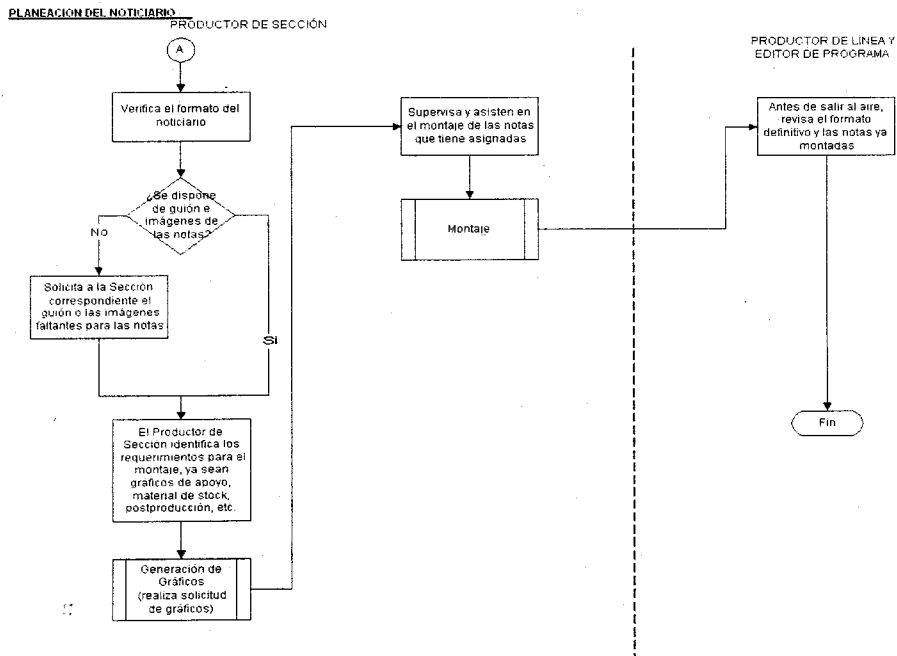 PLANEACION DEL NOTICIARIO
PRODUCTOR DE SECCIÓN
A
Verifica el formato del
noticiario
¿Se dispone
de guión e
imágenes de
las notas?
No
Si
Solicita a la Sección
correspondiente el
guión o las imágenes
faltantes para las notas
El Productor de
Sección identifica los
requerimientos para el
montaje, ya sean
gráficos de apoyo,
material de stock,
postproducción, etc.
Generación de
Gráficos
(realiza solicitud
de gráficos)
Supervisa y asisten en
el montaje de las notas
que tiene asignadas
Montaje
PRODUCTOR DE LÍNEA Y
EDITOR DE PROGRAMA
Antes de salir al aire,
revisa el formato
definitivo y las notas ya
montadas
Fin